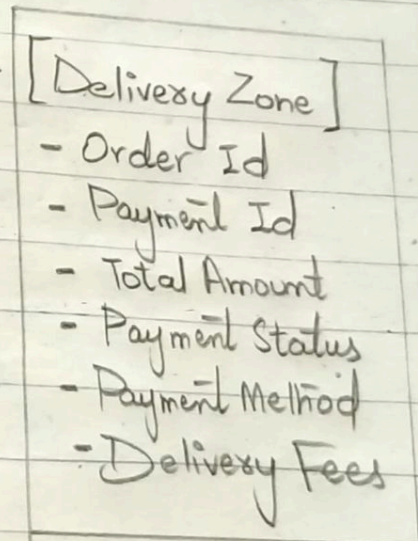 [Delivery Zone]
- Order Id
- Payment Id
- Total Amount
- Payment Status
- Payment Method
- Delivery Fees